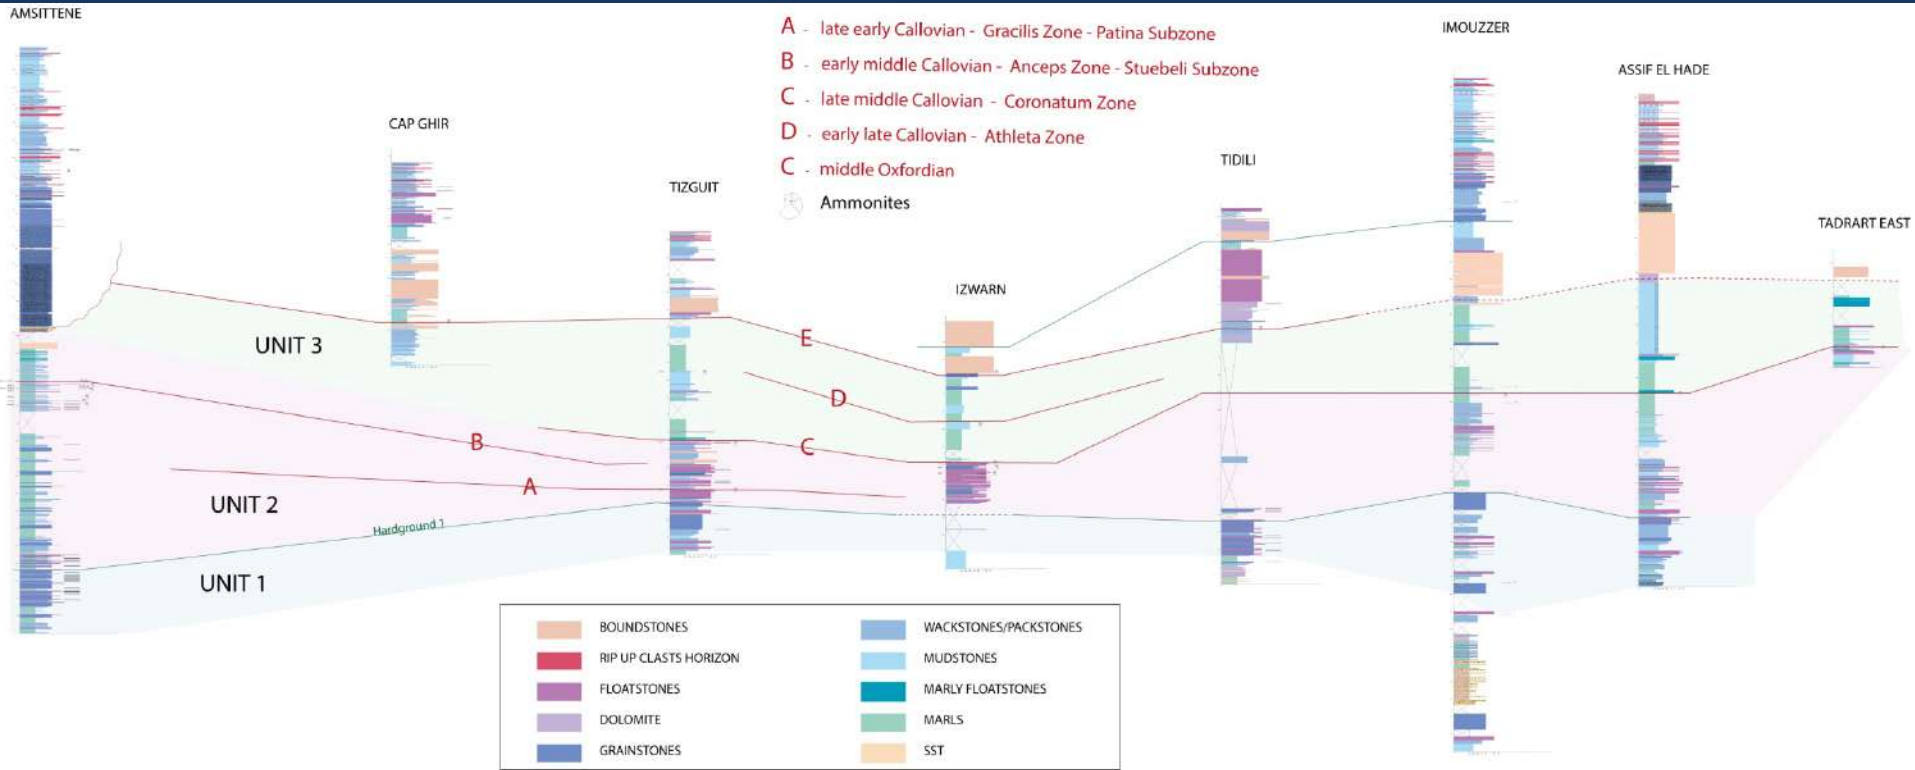 AMSITTENE
CAP GHIR
TIZGUIT
IZWARN
TIDILI
IMOUZZER
ASSIF EL HADE
TADRART EAST
A - late early Callovian - Gracilis Zone - Patina Subzone
B - early middle Callovian - Anceps Zone - Stuebeli Subzone
C - late middle Callovian - Coronatum Zone
D - early late Callovian - Athleta Zone
C - middle Oxfordian
Ammonites
UNIT 3
E
D
B
C
A
UNIT 2
Hardground 1
UNIT 1
BOUNDSTONES
RIP UP CLASTS HORIZON
FLOATSTONES
DOLOMITE
GRAINSTONES
WACKSTONES/PACKSTONES
MUDSTONES
MARLY FLOATSTONES
MARLS
SST